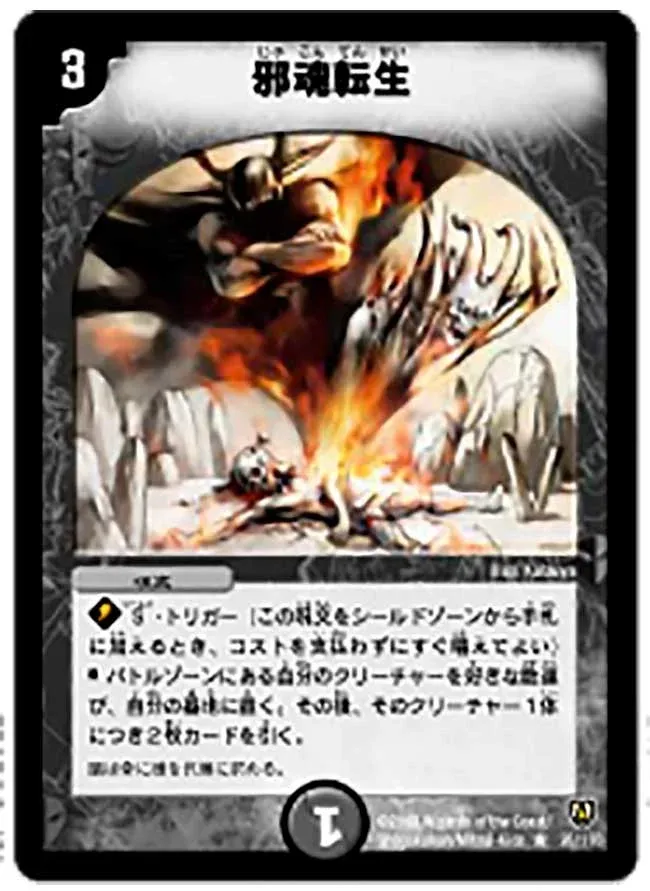 3
じゃ こん てん せい
邪魂転生
呪文
S・トリガー（この呪文をシールドゾーンから手札
に加えるとき、コストを支払わずにすぐ唱えてよい）
■ バトルゾーンにある自分のクリーチャーを好きな数選
び、自分の墓地に置く。その後、そのクリーチャー1体
につき2枚カードを引く。
1